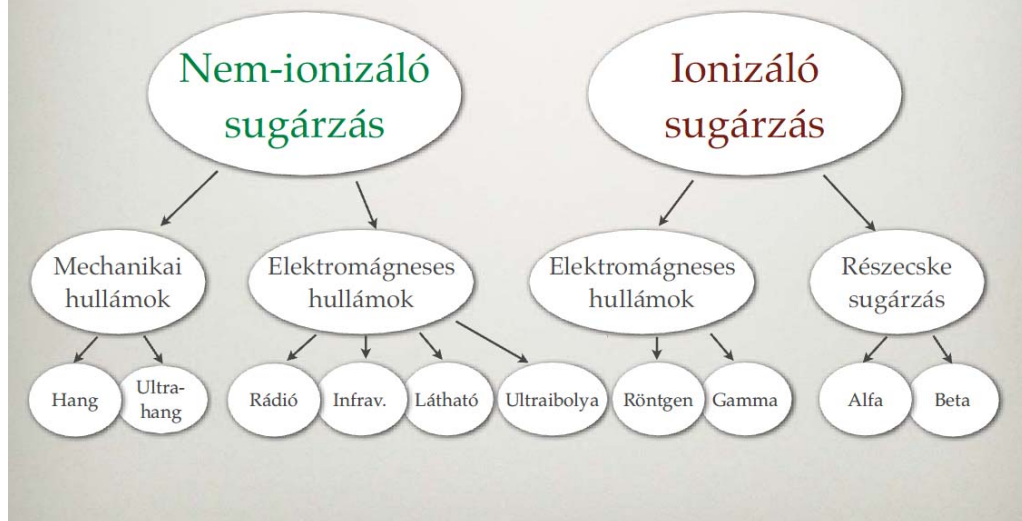 Nem-ionizáló
sugárzás
Ionizáló
sugárzás
Mechanikai
hullámok
Elektromágneses
hullámok
Elektromágneses
hullámok
Részecske
sugárzás
Hang
Ultra-
hang
Rádió
Infrav.
Látható
Ultraibolya
Röntgen
Gamma
Alfa
Beta